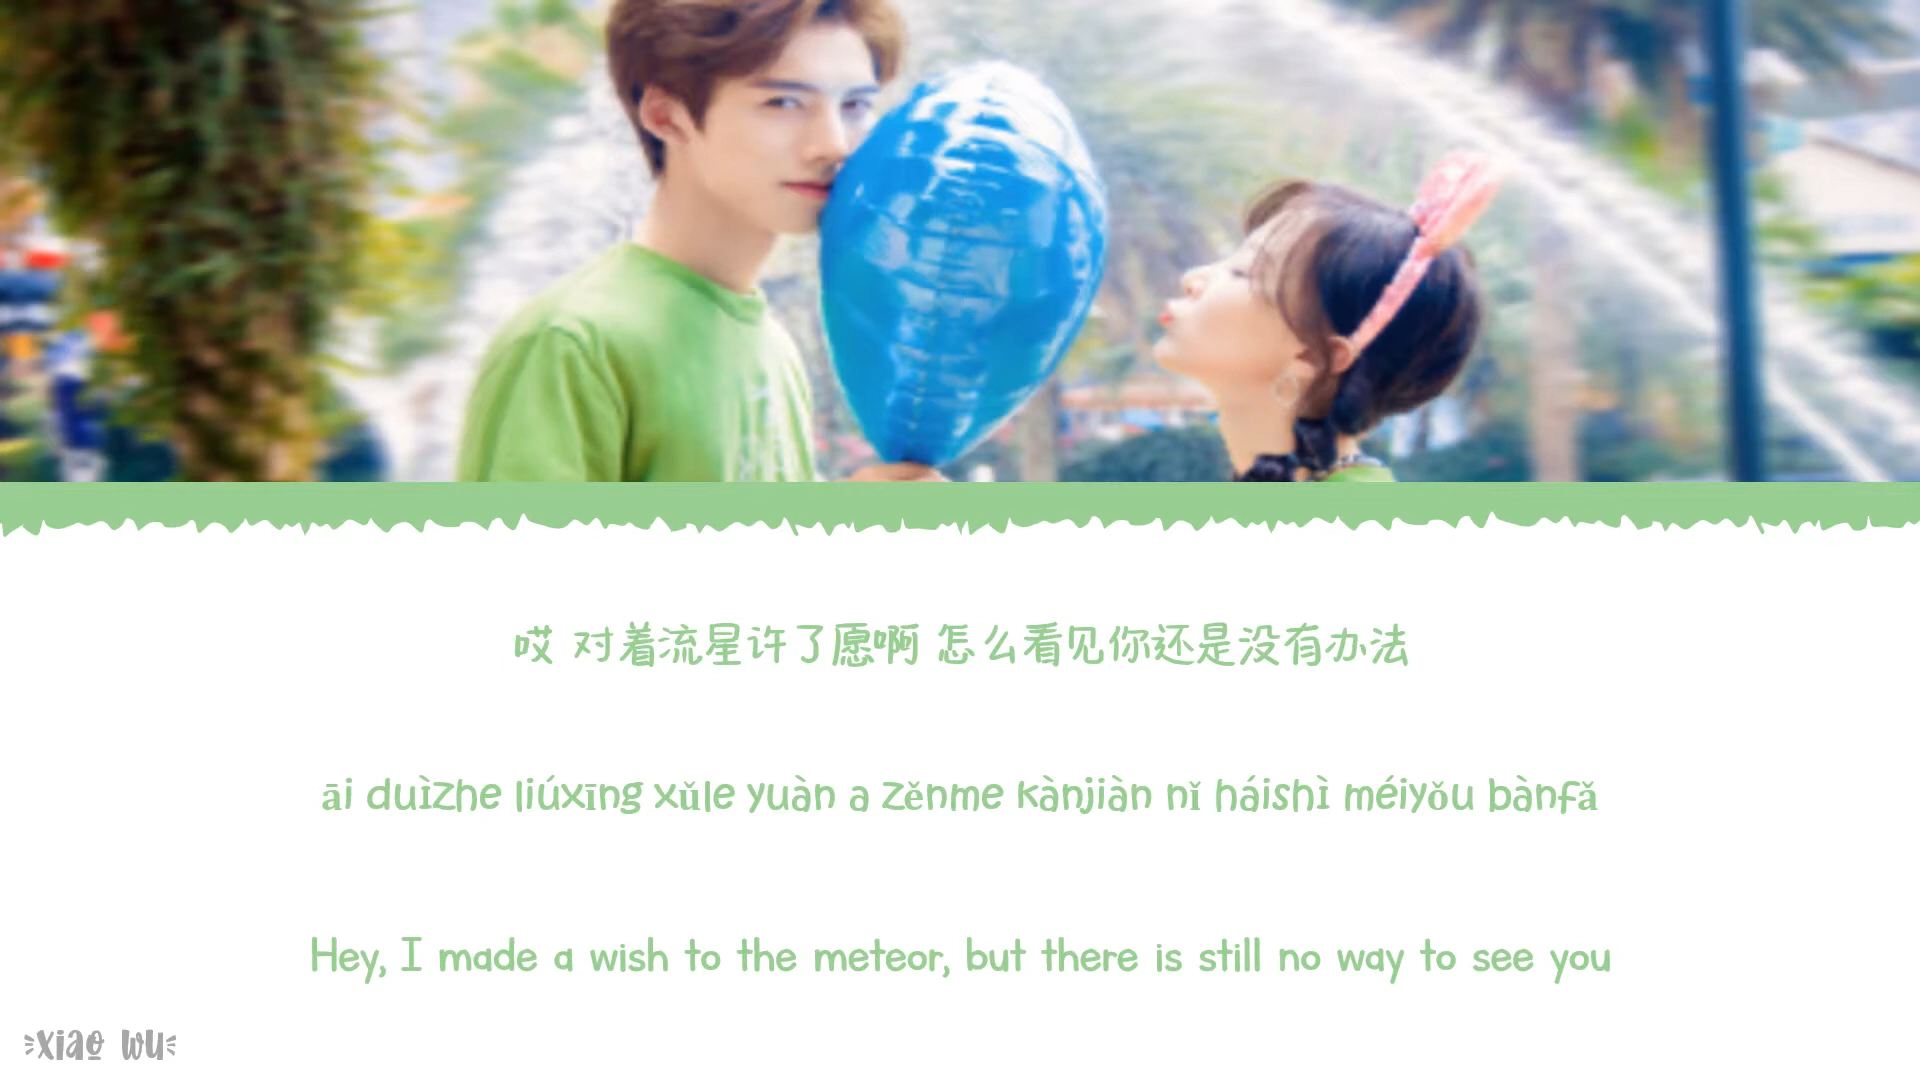 哎 对着流星许了愿啊 怎么看见你还是没有办法
āi duìzhe liúxīng xǔle yuàn a zěnme kànjiàn nǐ háishì méiyǒu bànfǎ
Hey, I made a wish to the meteor, but there is still no way to see you
xiao wu